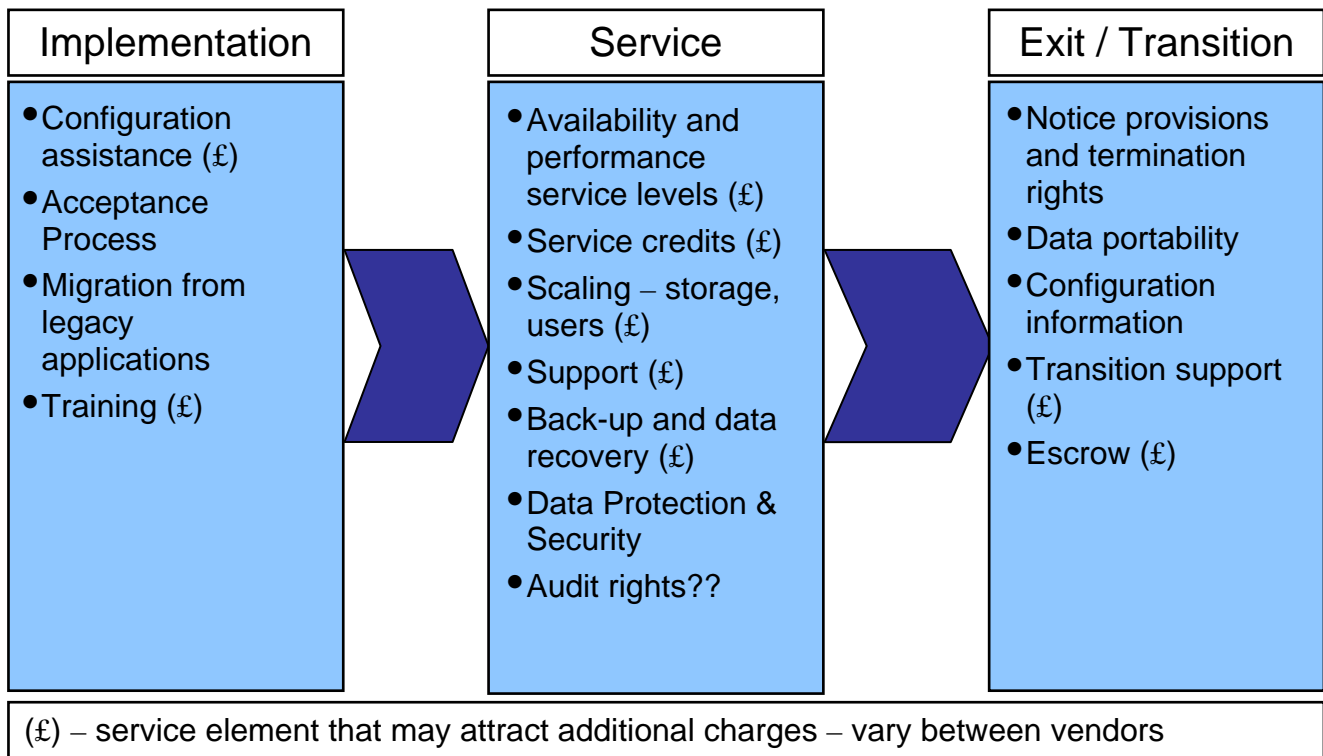 Implementation
•Configuration
assistance (£)
•Acceptance
Process
•Migration from
legacy
applications
•Training (£)
Service
•Availability and
performance
service levels (£)
•Service credits (£)
•Scaling – storage,
users (£)
•Support (£)
•Back-up and data
recovery (£)
•Data Protection &
Security
•Audit rights??
Exit / Transition
•Notice provisions
and termination
rights
•Data portability
•Configuration
information
•Transition support
(£)
•Escrow (£)
(£) – service element that may attract additional charges – vary between vendors